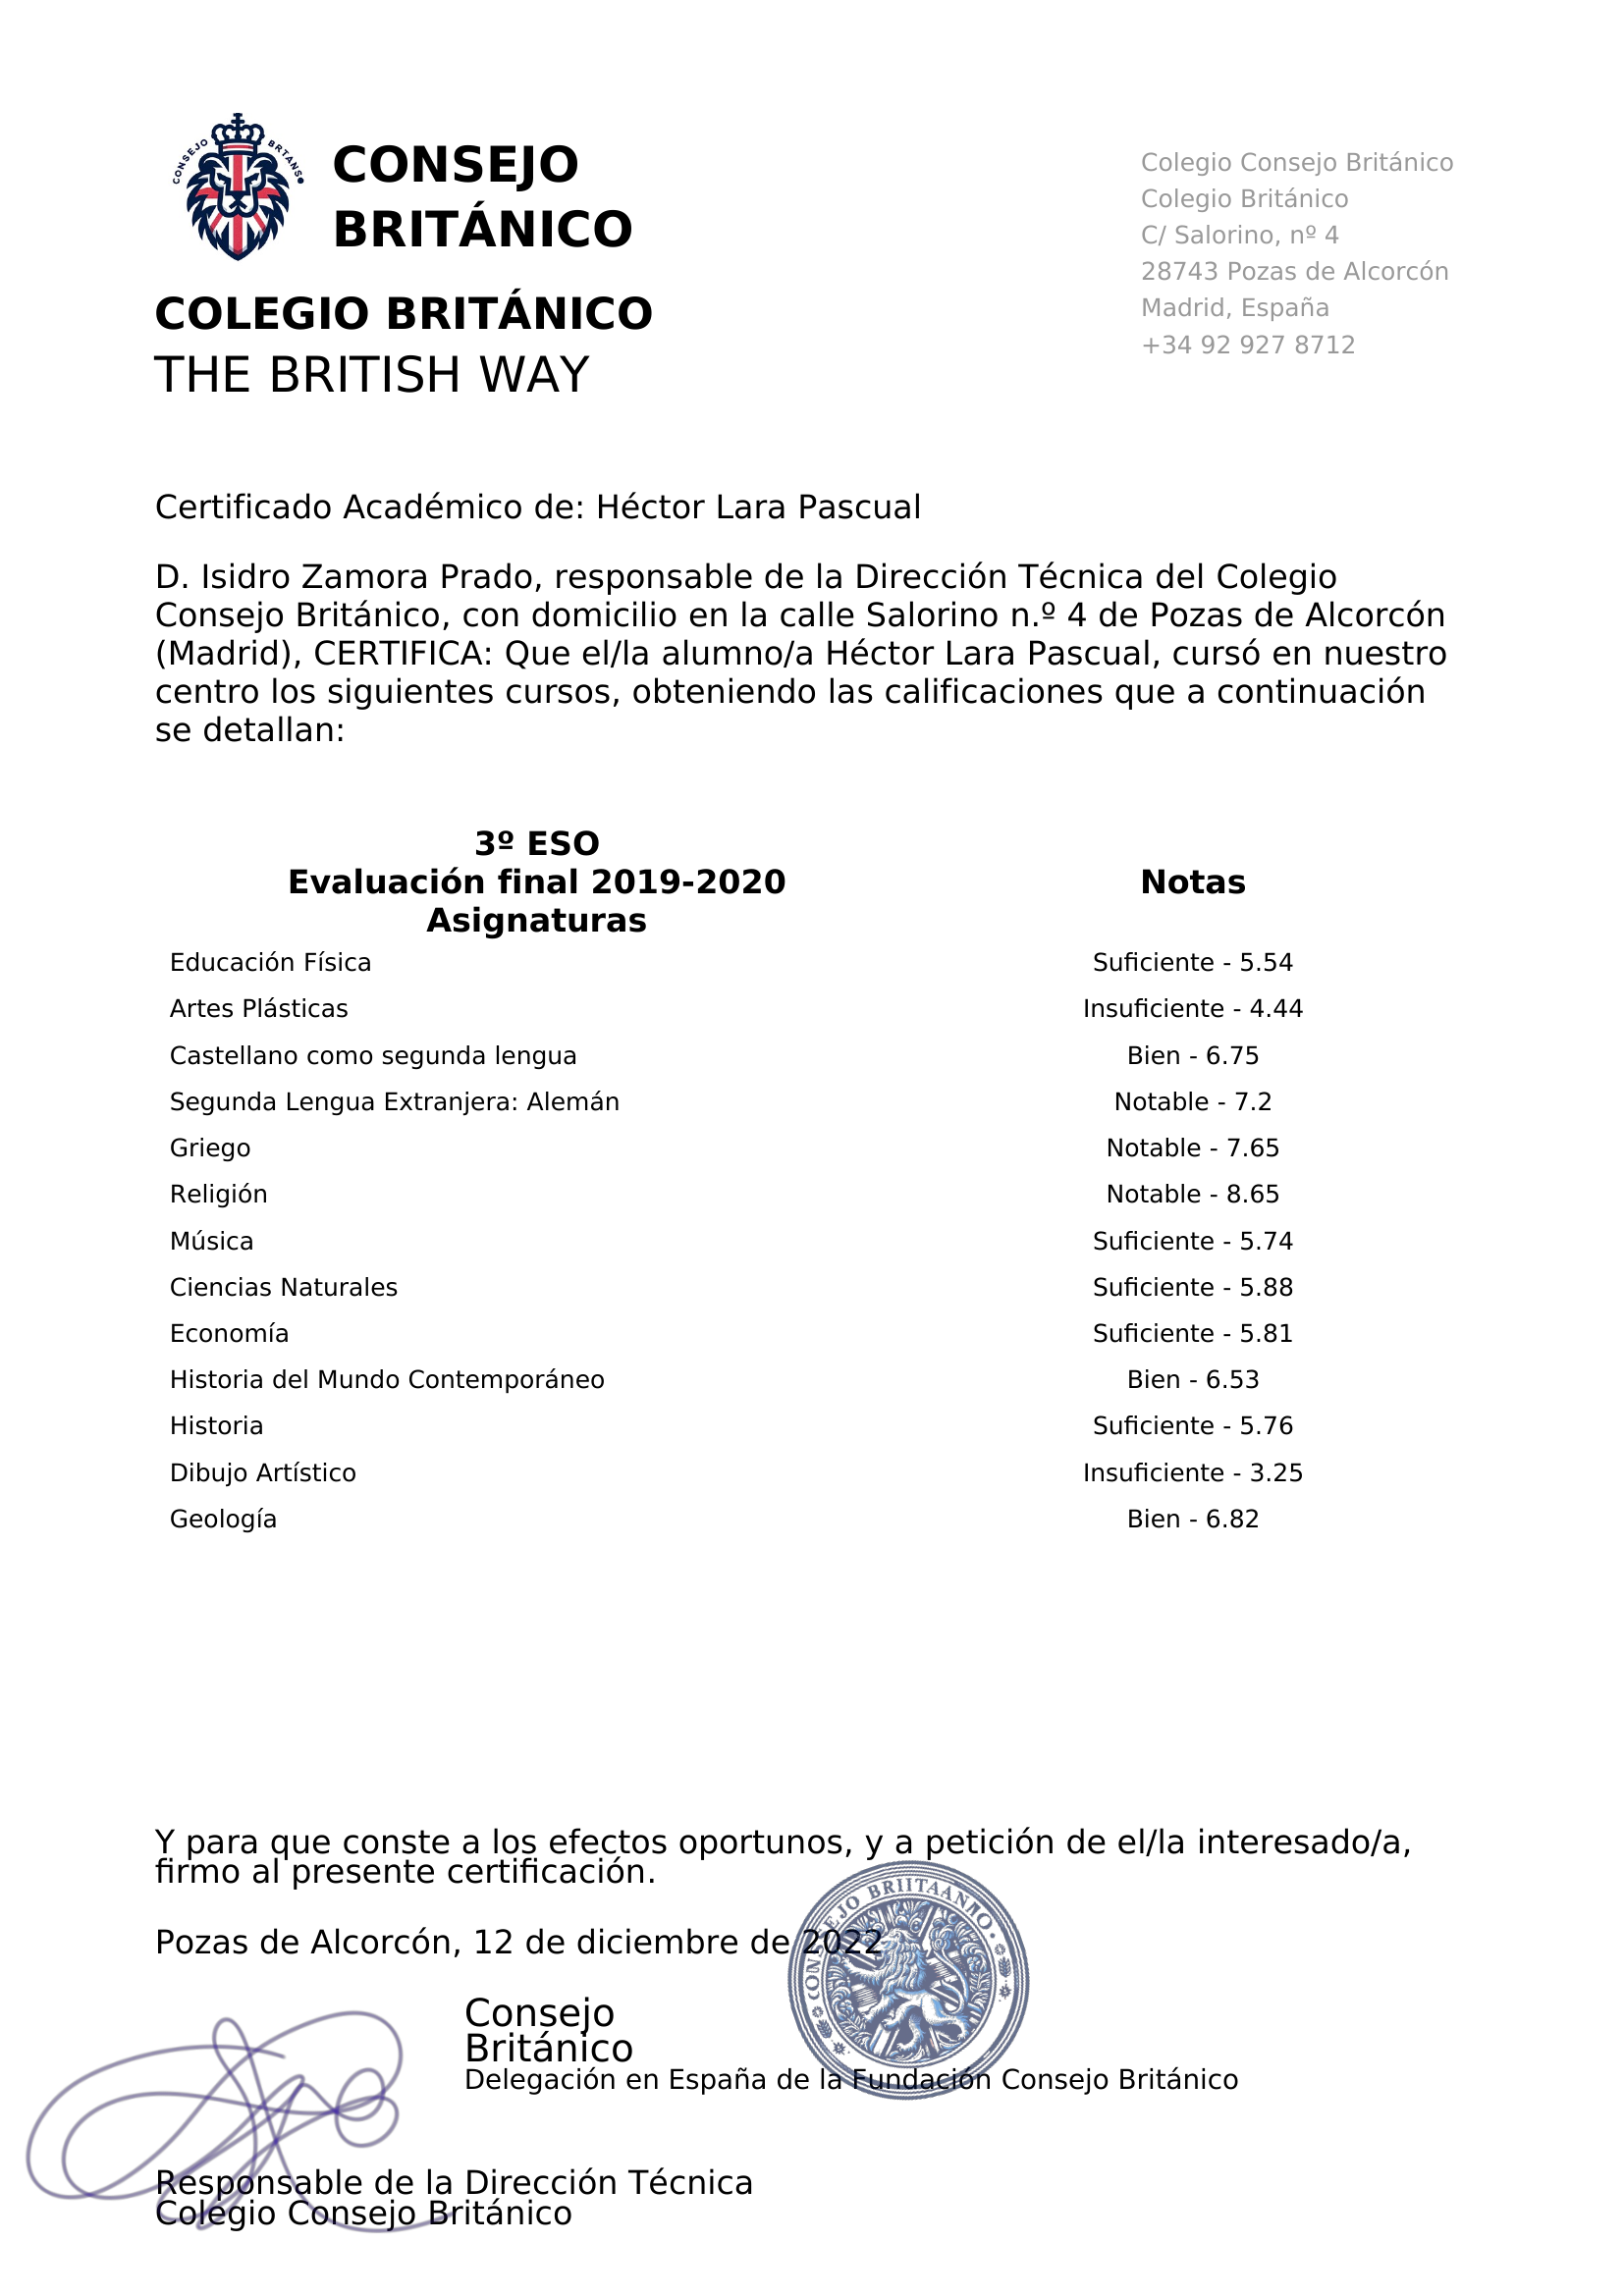 CONSEJO BRTANS
CONSEJO
BRITÁNICO
COLEGIO BRITÁNICO
THE BRITISH WAY
Colegio Consejo Británico
Colegio Británico
C/ Salorino, nº 4
28743 Pozas de Alcorcón
Madrid, España
+34 92 927 8712
Certificado Académico de: Héctor Lara Pascual
D. Isidro Zamora Prado, responsable de la Dirección Técnica del Colegio
Consejo Británico, con domicilio en la calle Salorino n.º 4 de Pozas de Alcorcón
(Madrid), CERTIFICA: Que el/la alumno/a Héctor Lara Pascual, cursó en nuestro
centro los siguientes cursos, obteniendo las calificaciones que a continuación
se detallan:
3º ESO
Evaluación final 2019-2020 Notas
Asignaturas
Educación Física Suficiente - 5.54
Artes Plásticas Insuficiente - 4.44
Castellano como segunda lengua Bien - 6.75
Segunda Lengua Extranjera: Alemán Notable - 7.2
Griego Notable - 7.65
Religión Notable - 8.65
Música Suficiente - 5.74
Ciencias Naturales Suficiente - 5.88
Economía Suficiente - 5.81
Historia del Mundo Contemporáneo Bien - 6.53
Historia Suficiente - 5.76
Dibujo Artístico Insuficiente - 3.25
Geología Bien - 6.82
Y para que conste a los efectos oportunos, y a petición de el/la interesado/a,
firmo al presente certificación.
Pozas de Alcorcón, 12 de diciembre de 2022
CONSEJO BRIITAANNO
Consejo
Británico
Delegación en España de la Fundación Consejo Británico
Responsable de la Dirección Técnica
Colegio Consejo Británico